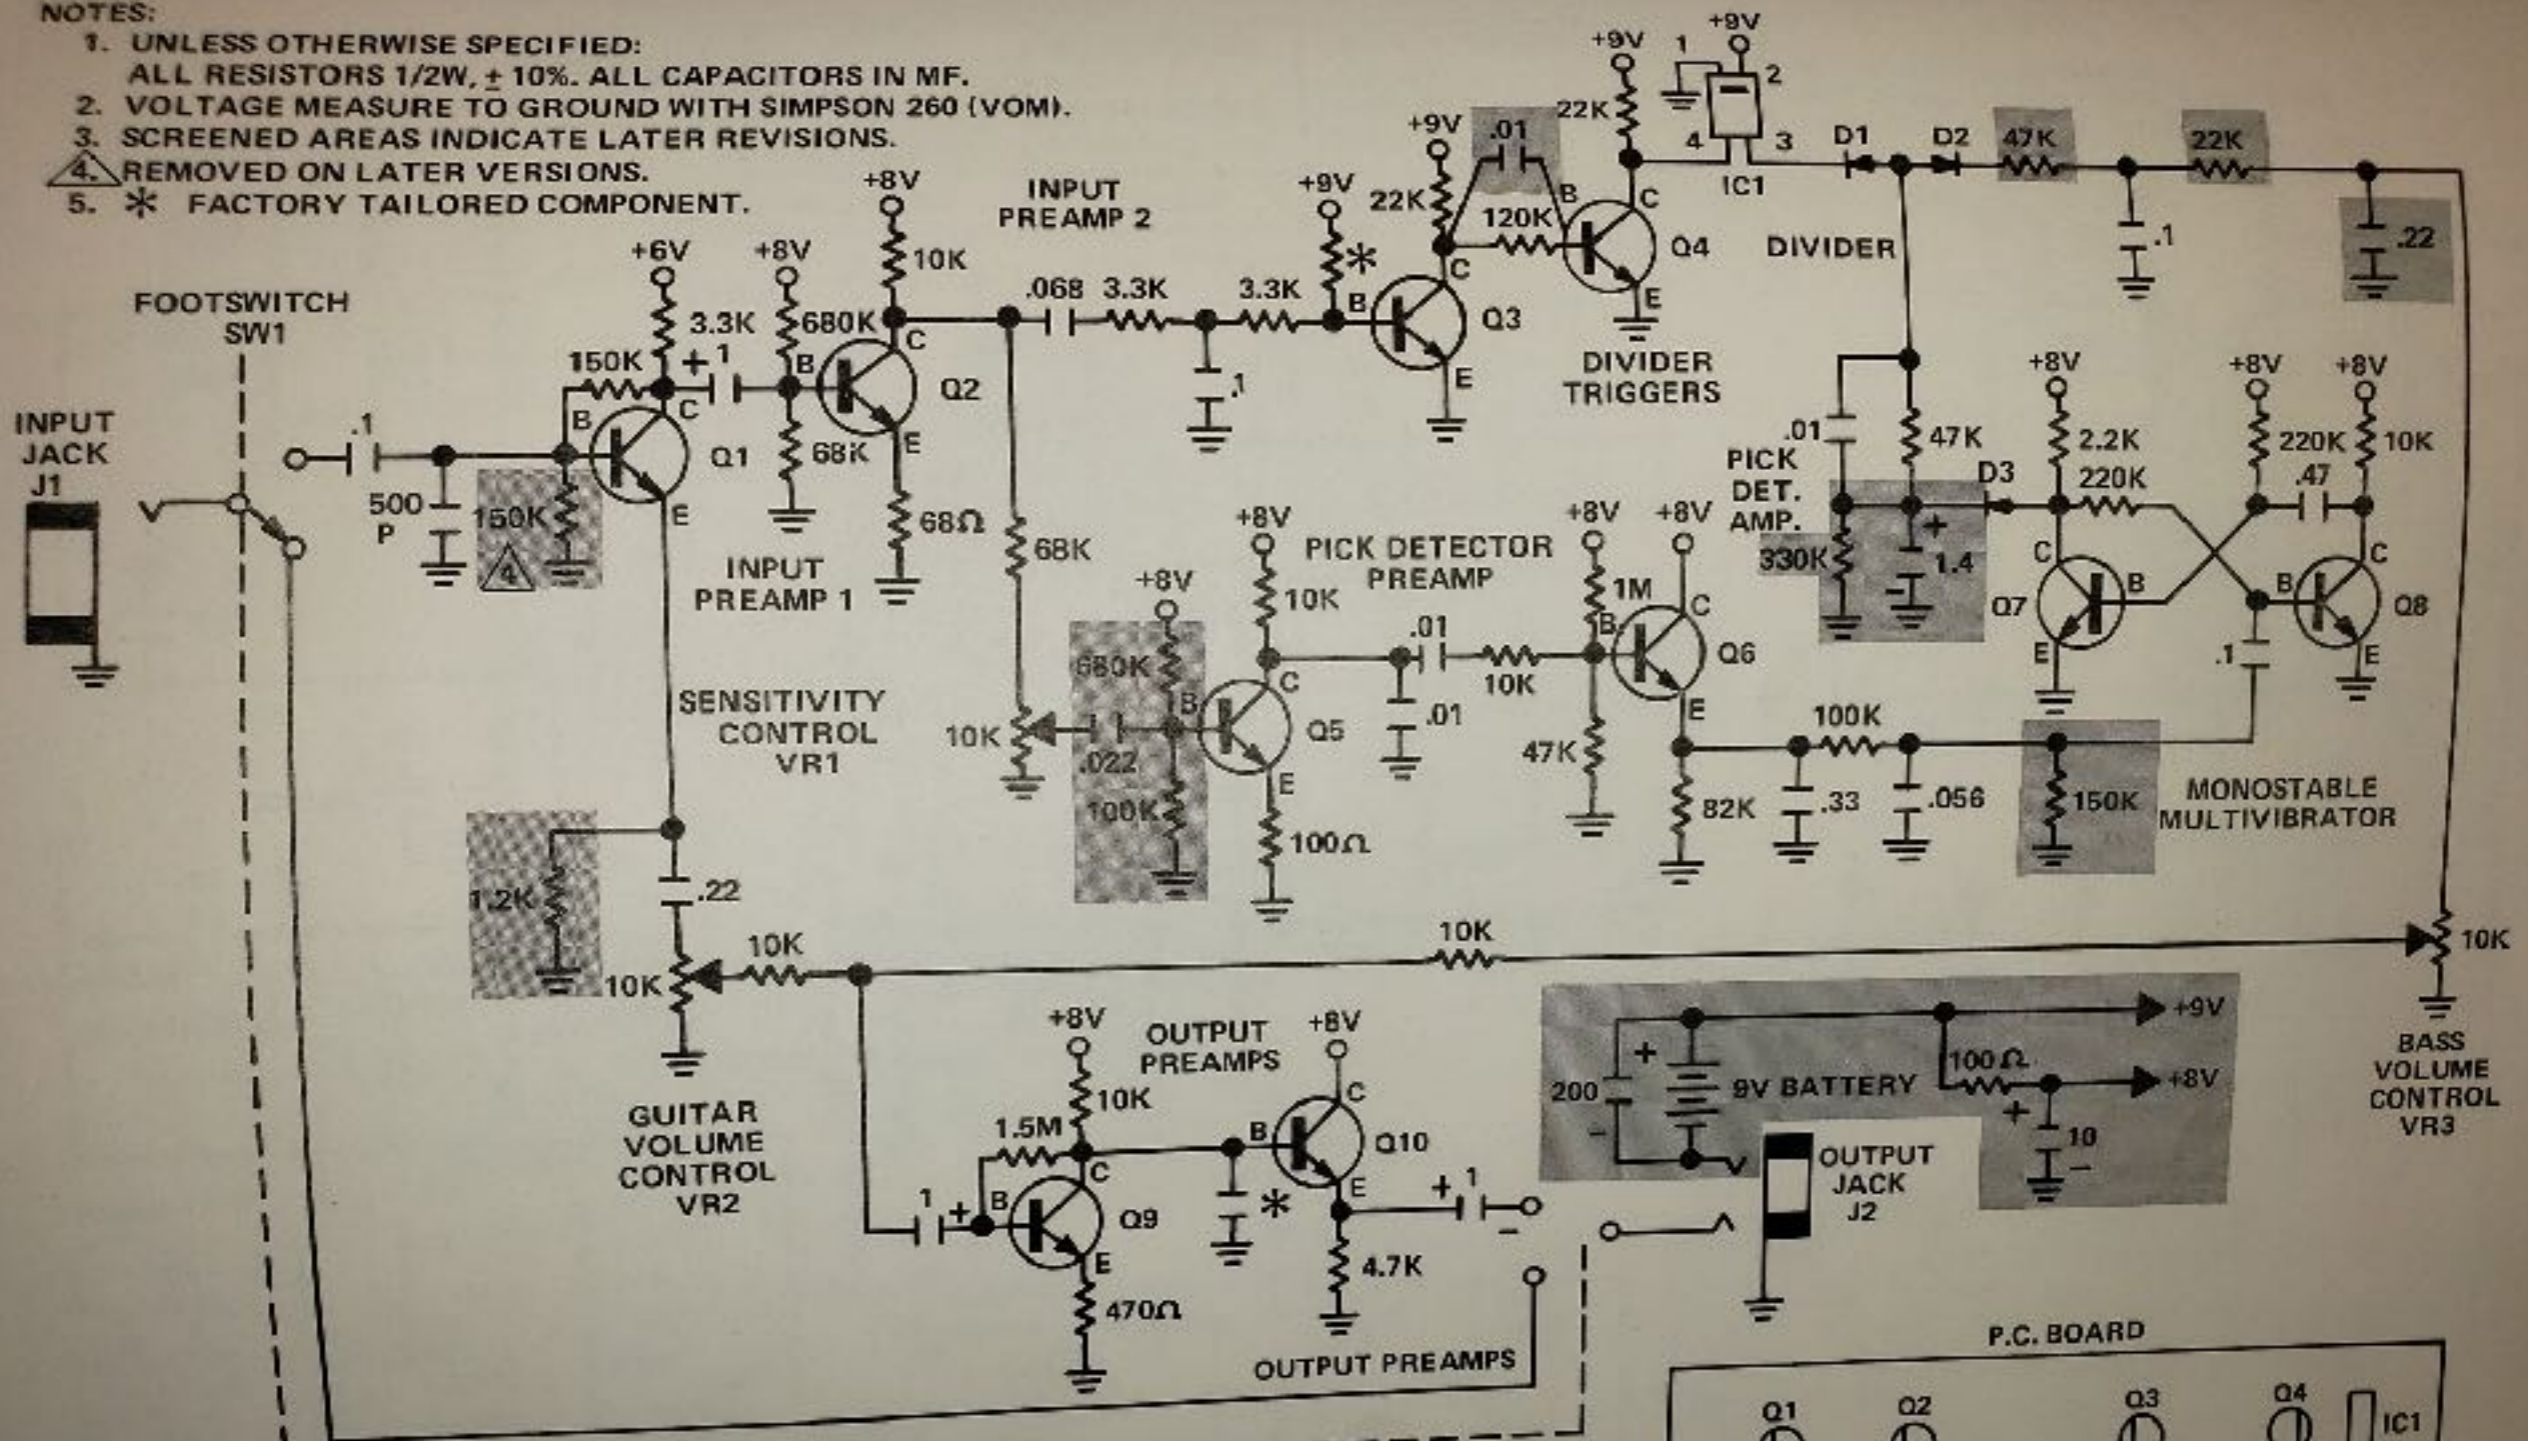 NOTES:
1. UNLESS OTHERWISE SPECIFIED:
ALL RESISTORS 1/2W, ± 10%. ALL CAPACITORS IN MF.
2. VOLTAGE MEASURE TO GROUND WITH SIMPSON 260 (VOM).
3. SCREENED AREAS INDICATE LATER REVISIONS.
4. REMOVED ON LATER VERSIONS.
5. * FACTORY TAILORED COMPONENT.
FOOTSWITCH
SW1
INPUT
JACK
J1
.1
500
P
150K
4
150K
+6V
3.3K
B
C
E
Q1
+ 1
+8V
680K
68K
INPUT
PREAMP 1
+8V
10K
B
C
E
Q2
68Ω
INPUT
PREAMP 2
.068
3.3K
3.3K
.1
+9V
*
B
C
E
Q3
+9V
22K
.01
120K
B
C
E
Q4
+9V
22K
DIVIDER
TRIGGERS
+9V
1
2
4
3
IC1
DIVIDER
D1
D2
47K
22K
.1
.22
68K
SENSITIVITY
CONTROL
VR1
10K
+8V
680K
.022
100K
B
C
E
Q5
+8V
10K
100Ω
PICK DETECTOR
PREAMP
.01
.01
10K
+8V
1M
47K
+8V
B
C
E
Q6
82K
.33
100K
.056
150K
PICK
DET.
AMP.
.01
47K
330K
+
1.4
-
D3
+8V
2.2K
220K
C
B
E
Q7
+8V
220K
.47
+8V
10K
B
C
E
Q8
.1
MONOSTABLE
MULTIVIBRATOR
1.2K
.22
10K
10K
10K
GUITAR
VOLUME
CONTROL
VR2
10K
BASS
VOLUME
CONTROL
VR3
1 +
1.5M
+8V
10K
B
C
E
Q9
470Ω
OUTPUT
PREAMPS
*
+8V
B
C
E
Q10
4.7K
+ 1
-
OUTPUT PREAMPS
200
+
-
9V BATTERY
100Ω
+9V
+8V
+
10
-
OUTPUT
JACK
J2
P.C. BOARD
Q1
Q2
Q3
Q4
IC1